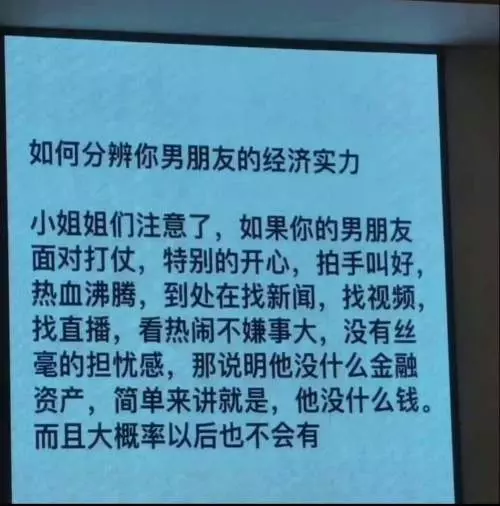 如何分辨你男朋友的经济实力
小姐姐们注意了，如果你的男朋友
面对打仗，特别的开心，拍手叫好，
热血沸腾，到处在找新闻，找视频，
找直播，看热闹不嫌事大，没有丝
毫的担忧感，那说明他没什么金融
资产，简单来讲就是，他没什么钱。
而且大概率以后也不会有